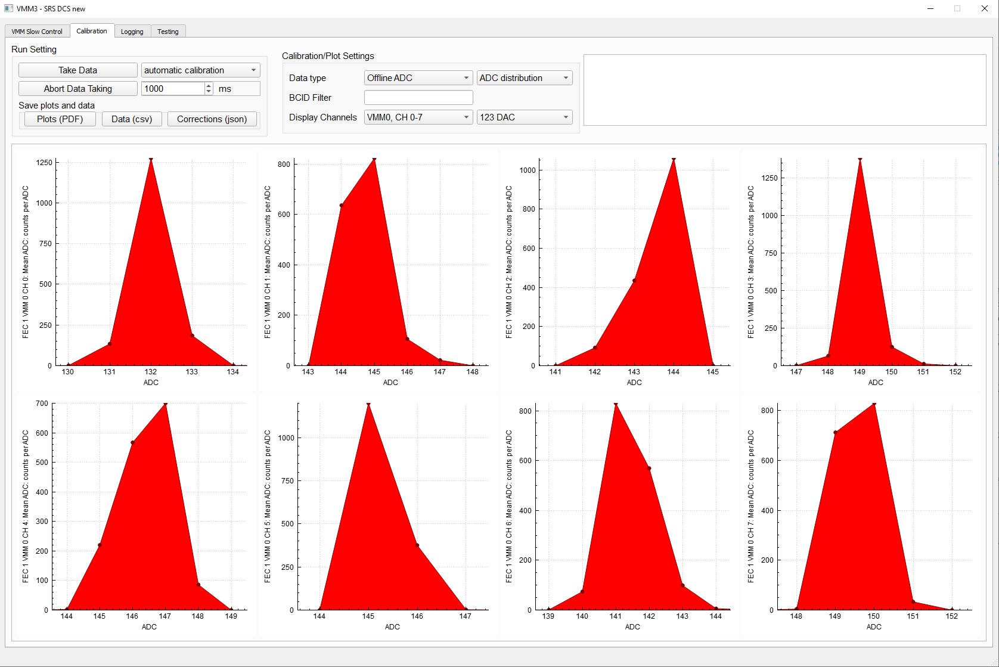 VMM3 - SRS DCS new
VMM Slow Control Calibration Logging Testing
Run Setting
Take Data automatic calibration
Abort Data Taking 1000 ms
Save plots and data
Plots (PDF) Data (csv) Corrections (json)
Calibration/Plot Settings
Data type Offline ADC ADC distribution
BCID Filter
Display Channels VMM0, CH 0-7 123 DAC
FEC 1 VMM 0 CH 0: Mean ADC: counts per ADC
1250
1000
750
500
250
0
130 131 132 133 134
ADC
FEC 1 VMM 0 CH 1: Mean ADC: counts per ADC
800
600
400
200
0
143 144 145 146 147 148
ADC
FEC 1 VMM 0 CH 2: Mean ADC: counts per ADC
1000
800
600
400
200
0
141 142 143 144 145
ADC
FEC 1 VMM 0 CH 3: Mean ADC: counts per ADC
1250
1000
750
500
250
0
147 148 149 150 151 152
ADC
FEC 1 VMM 0 CH 4: Mean ADC: counts per ADC
700
600
500
400
300
200
100
0
144 145 146 147 148 149
ADC
FEC 1 VMM 0 CH 5: Mean ADC: counts per ADC
1000
750
500
250
0
144 145 146 147
ADC
FEC 1 VMM 0 CH 6: Mean ADC: counts per ADC
800
600
400
200
0
139 140 141 142 143 144
ADC
FEC 1 VMM 0 CH 7: Mean ADC: counts per ADC
800
600
400
200
0
148 149 150 151 152
ADC